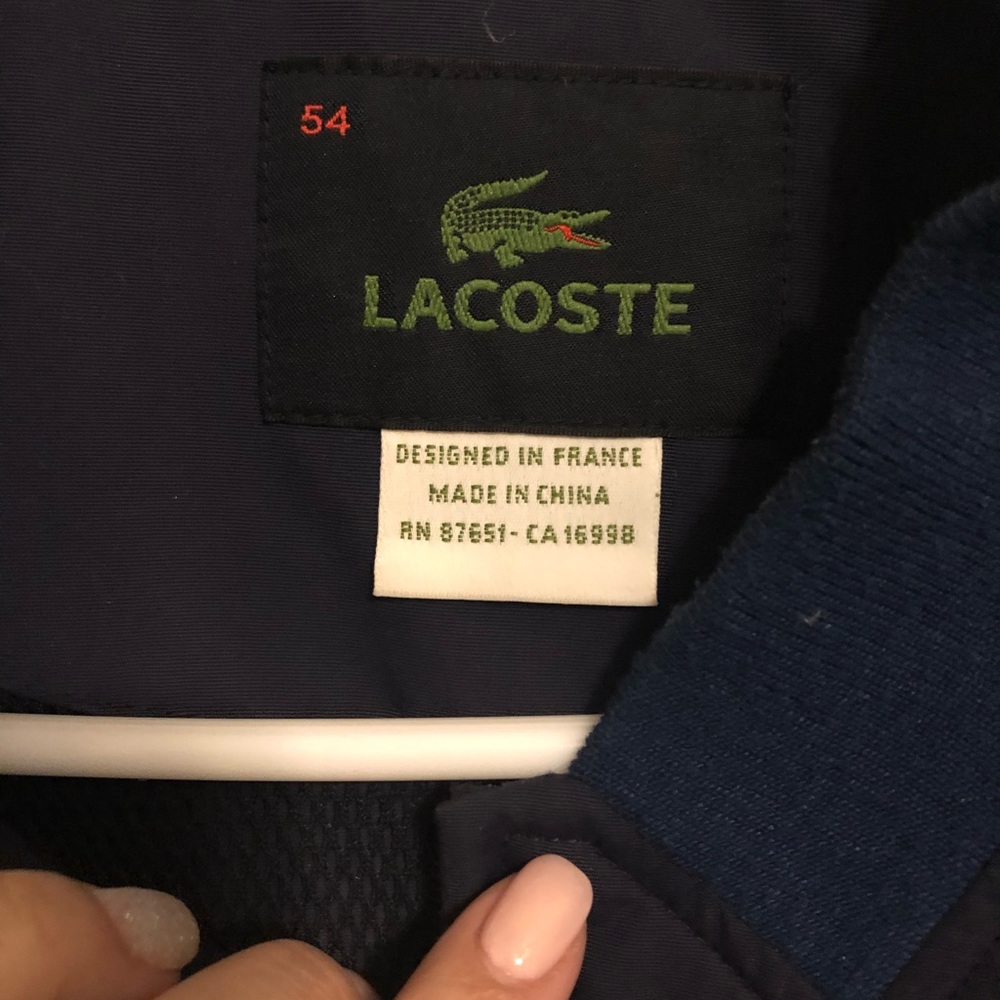 54
LACOSTE
DESIGNED IN FRANCE
MADE IN CHINA
RN 87651- CA 16998